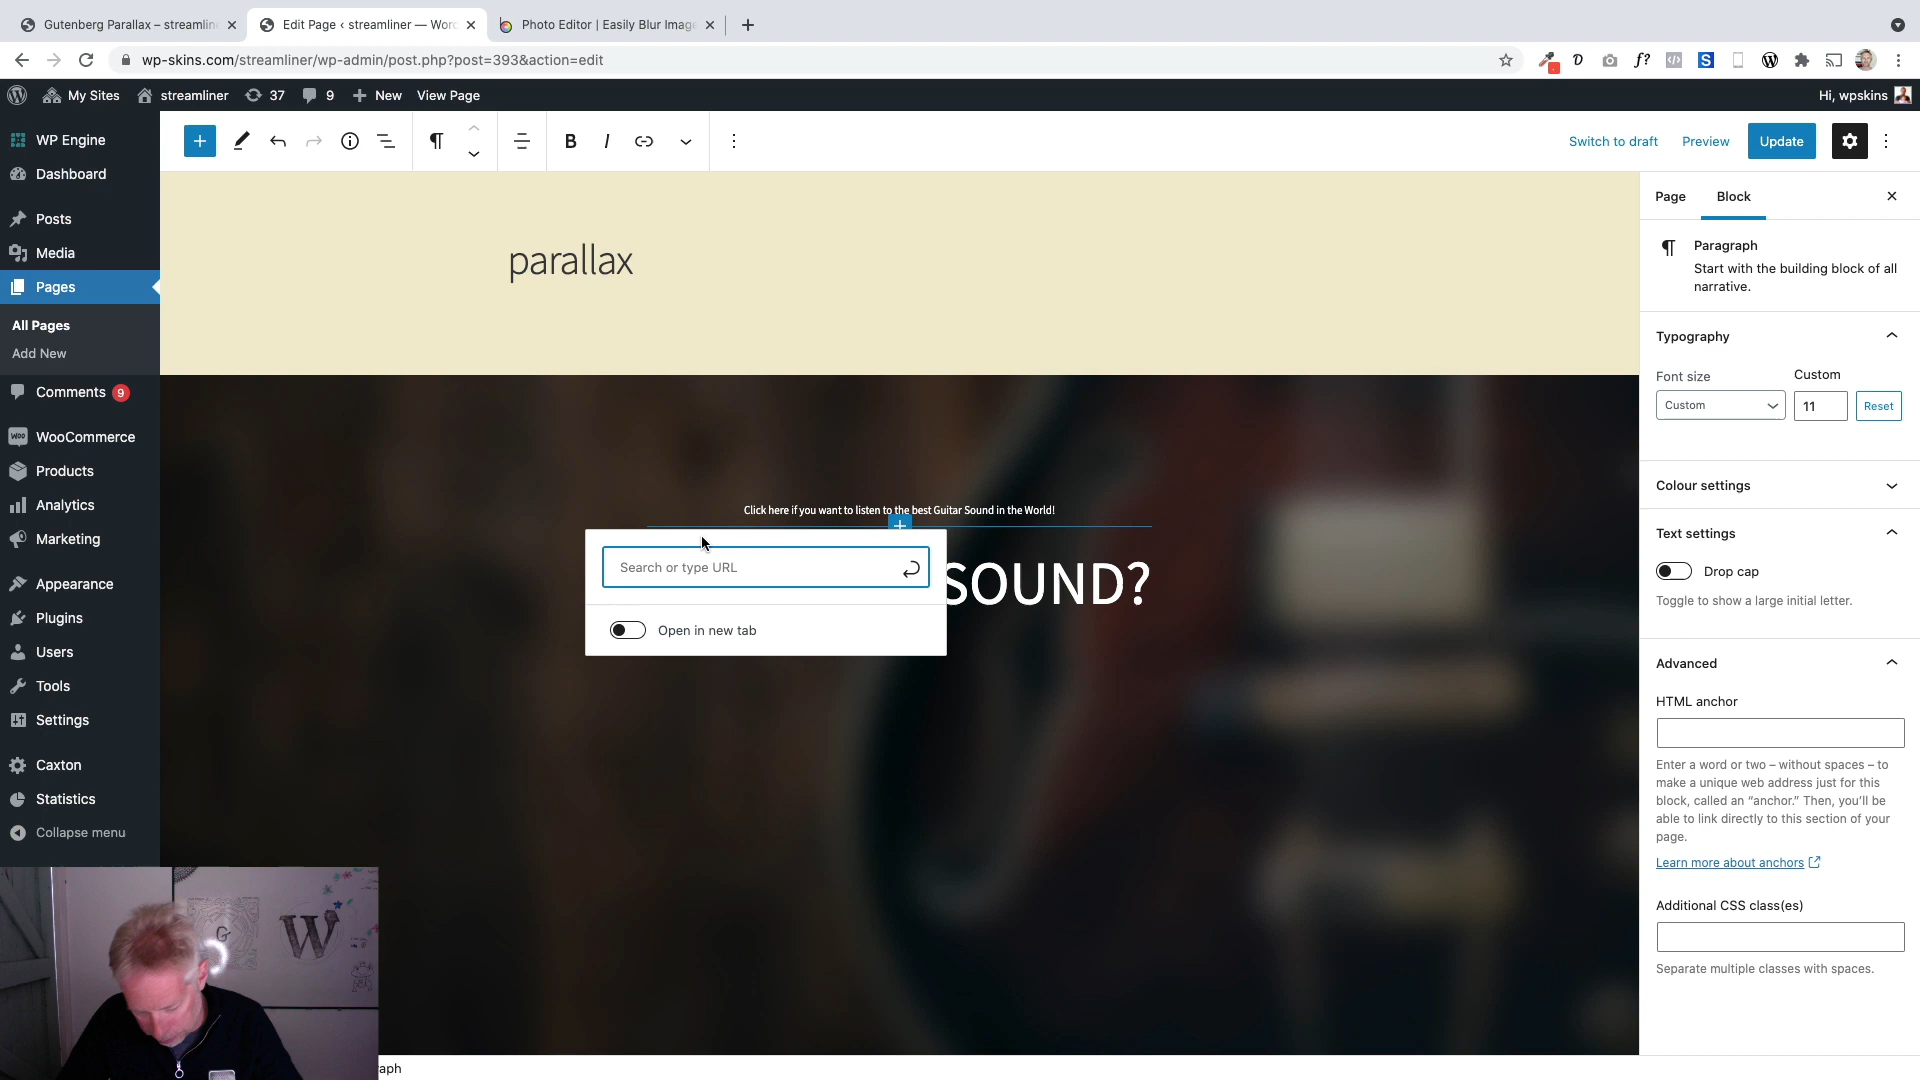 Gutenberg Parallax – streamlin
Edit Page ‹ streamliner — Wor
Photo Editor | Easily Blur Image
wp-skins.com/streamliner/wp-admin/post.php?post=393&action=edit
My Sites
streamliner
37
9
New
View Page
Hi, wpskins
WP Engine
Dashboard
Posts
Media
Pages
All Pages
Add New
Comments 9
WooCommerce
Products
Analytics
Marketing
Appearance
Plugins
Users
Tools
Settings
Caxton
Statistics
Collapse menu
B
I
Switch to draft
Preview
Update
parallax
Click here if you want to listen to the best Guitar Sound in the World!
SOUND?
Search or type URL
Open in new tab
Page
Block
Paragraph
Start with the building block of all
narrative.
Typography
Font size
Custom
Custom
11
Reset
Colour settings
Text settings
Drop cap
Toggle to show a large initial letter.
Advanced
HTML anchor
Enter a word or two – without spaces – to
make a unique web address just for this
block, called an “anchor.” Then, you’ll be
able to link directly to this section of your
page.
Learn more about anchors
Additional CSS class(es)
Separate multiple classes with spaces.
W
G
aph